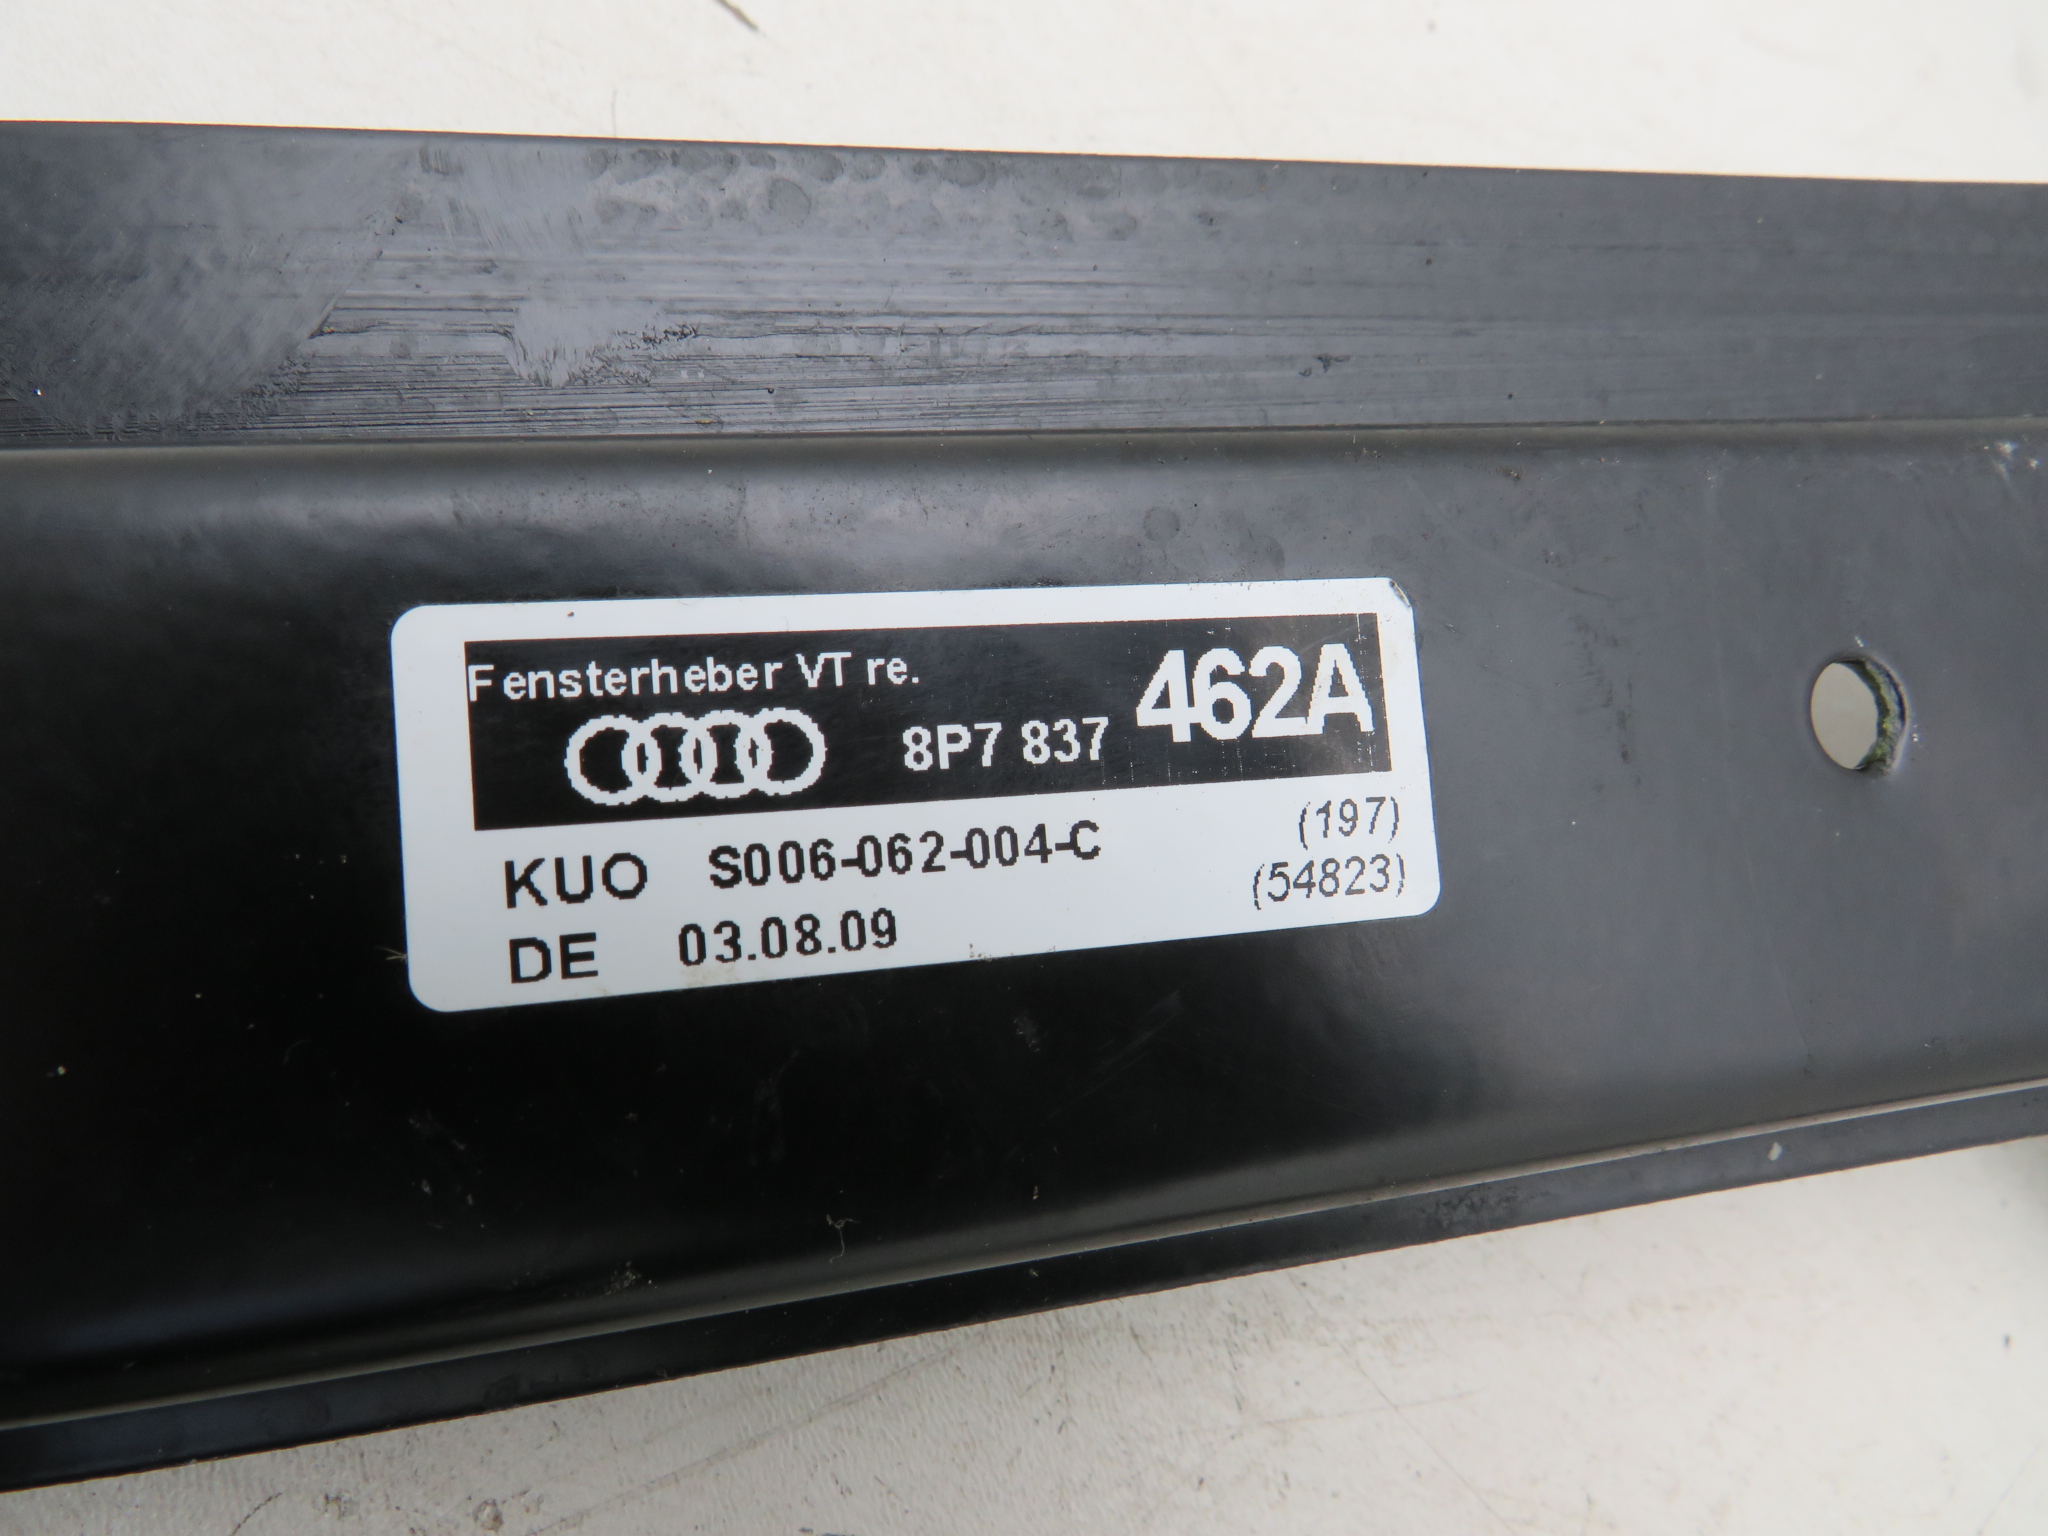 Fensterheber VT re.
8P7 837 462A
KUO S006-062-004-C (197)
(54823)
DE 03.08.09